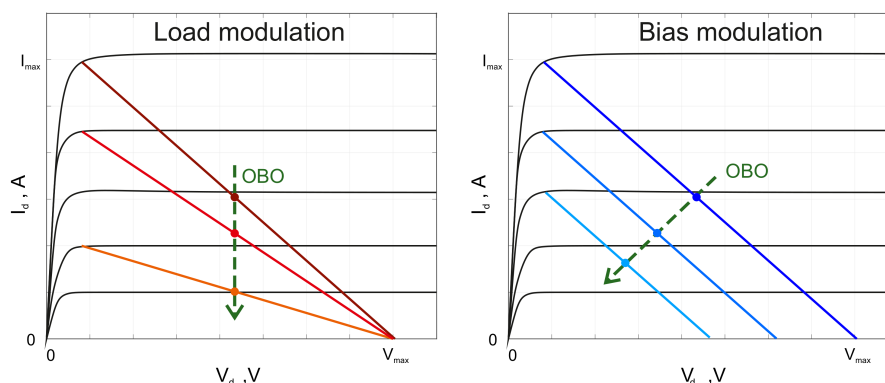 Load modulation
I_max
OBO
I_d , A
0
0
V_max
V_d ,V
Bias modulation
I_max
OBO
I_d , A
0
0
V_max
V_d ,V